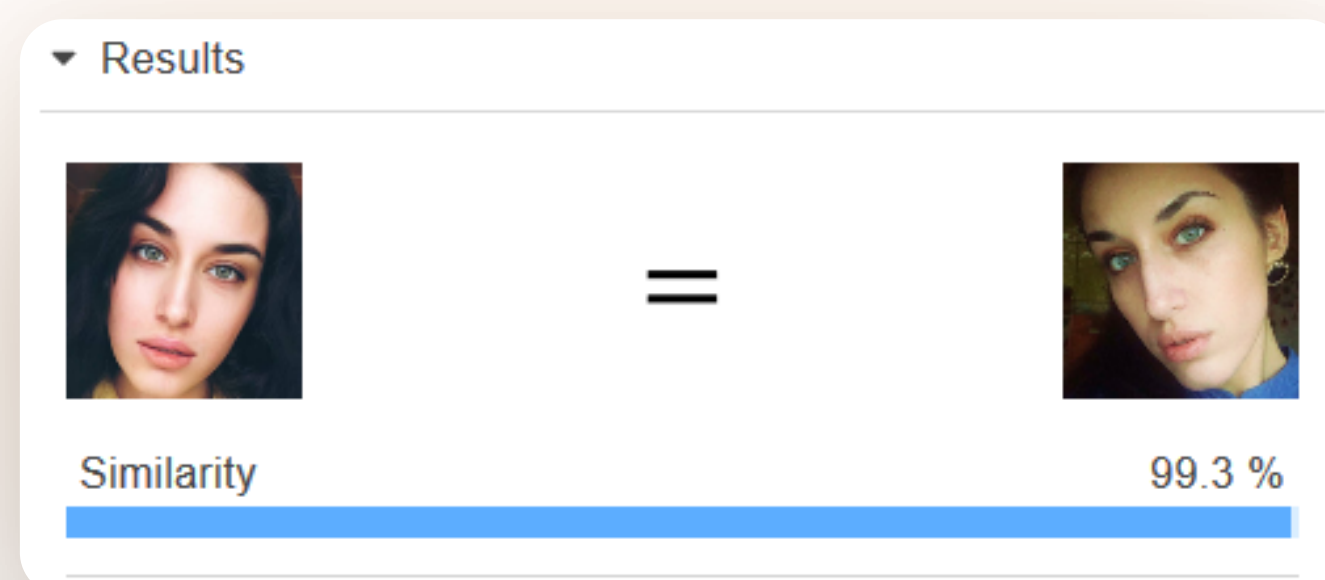 Results
=
Similarity
99.3 %